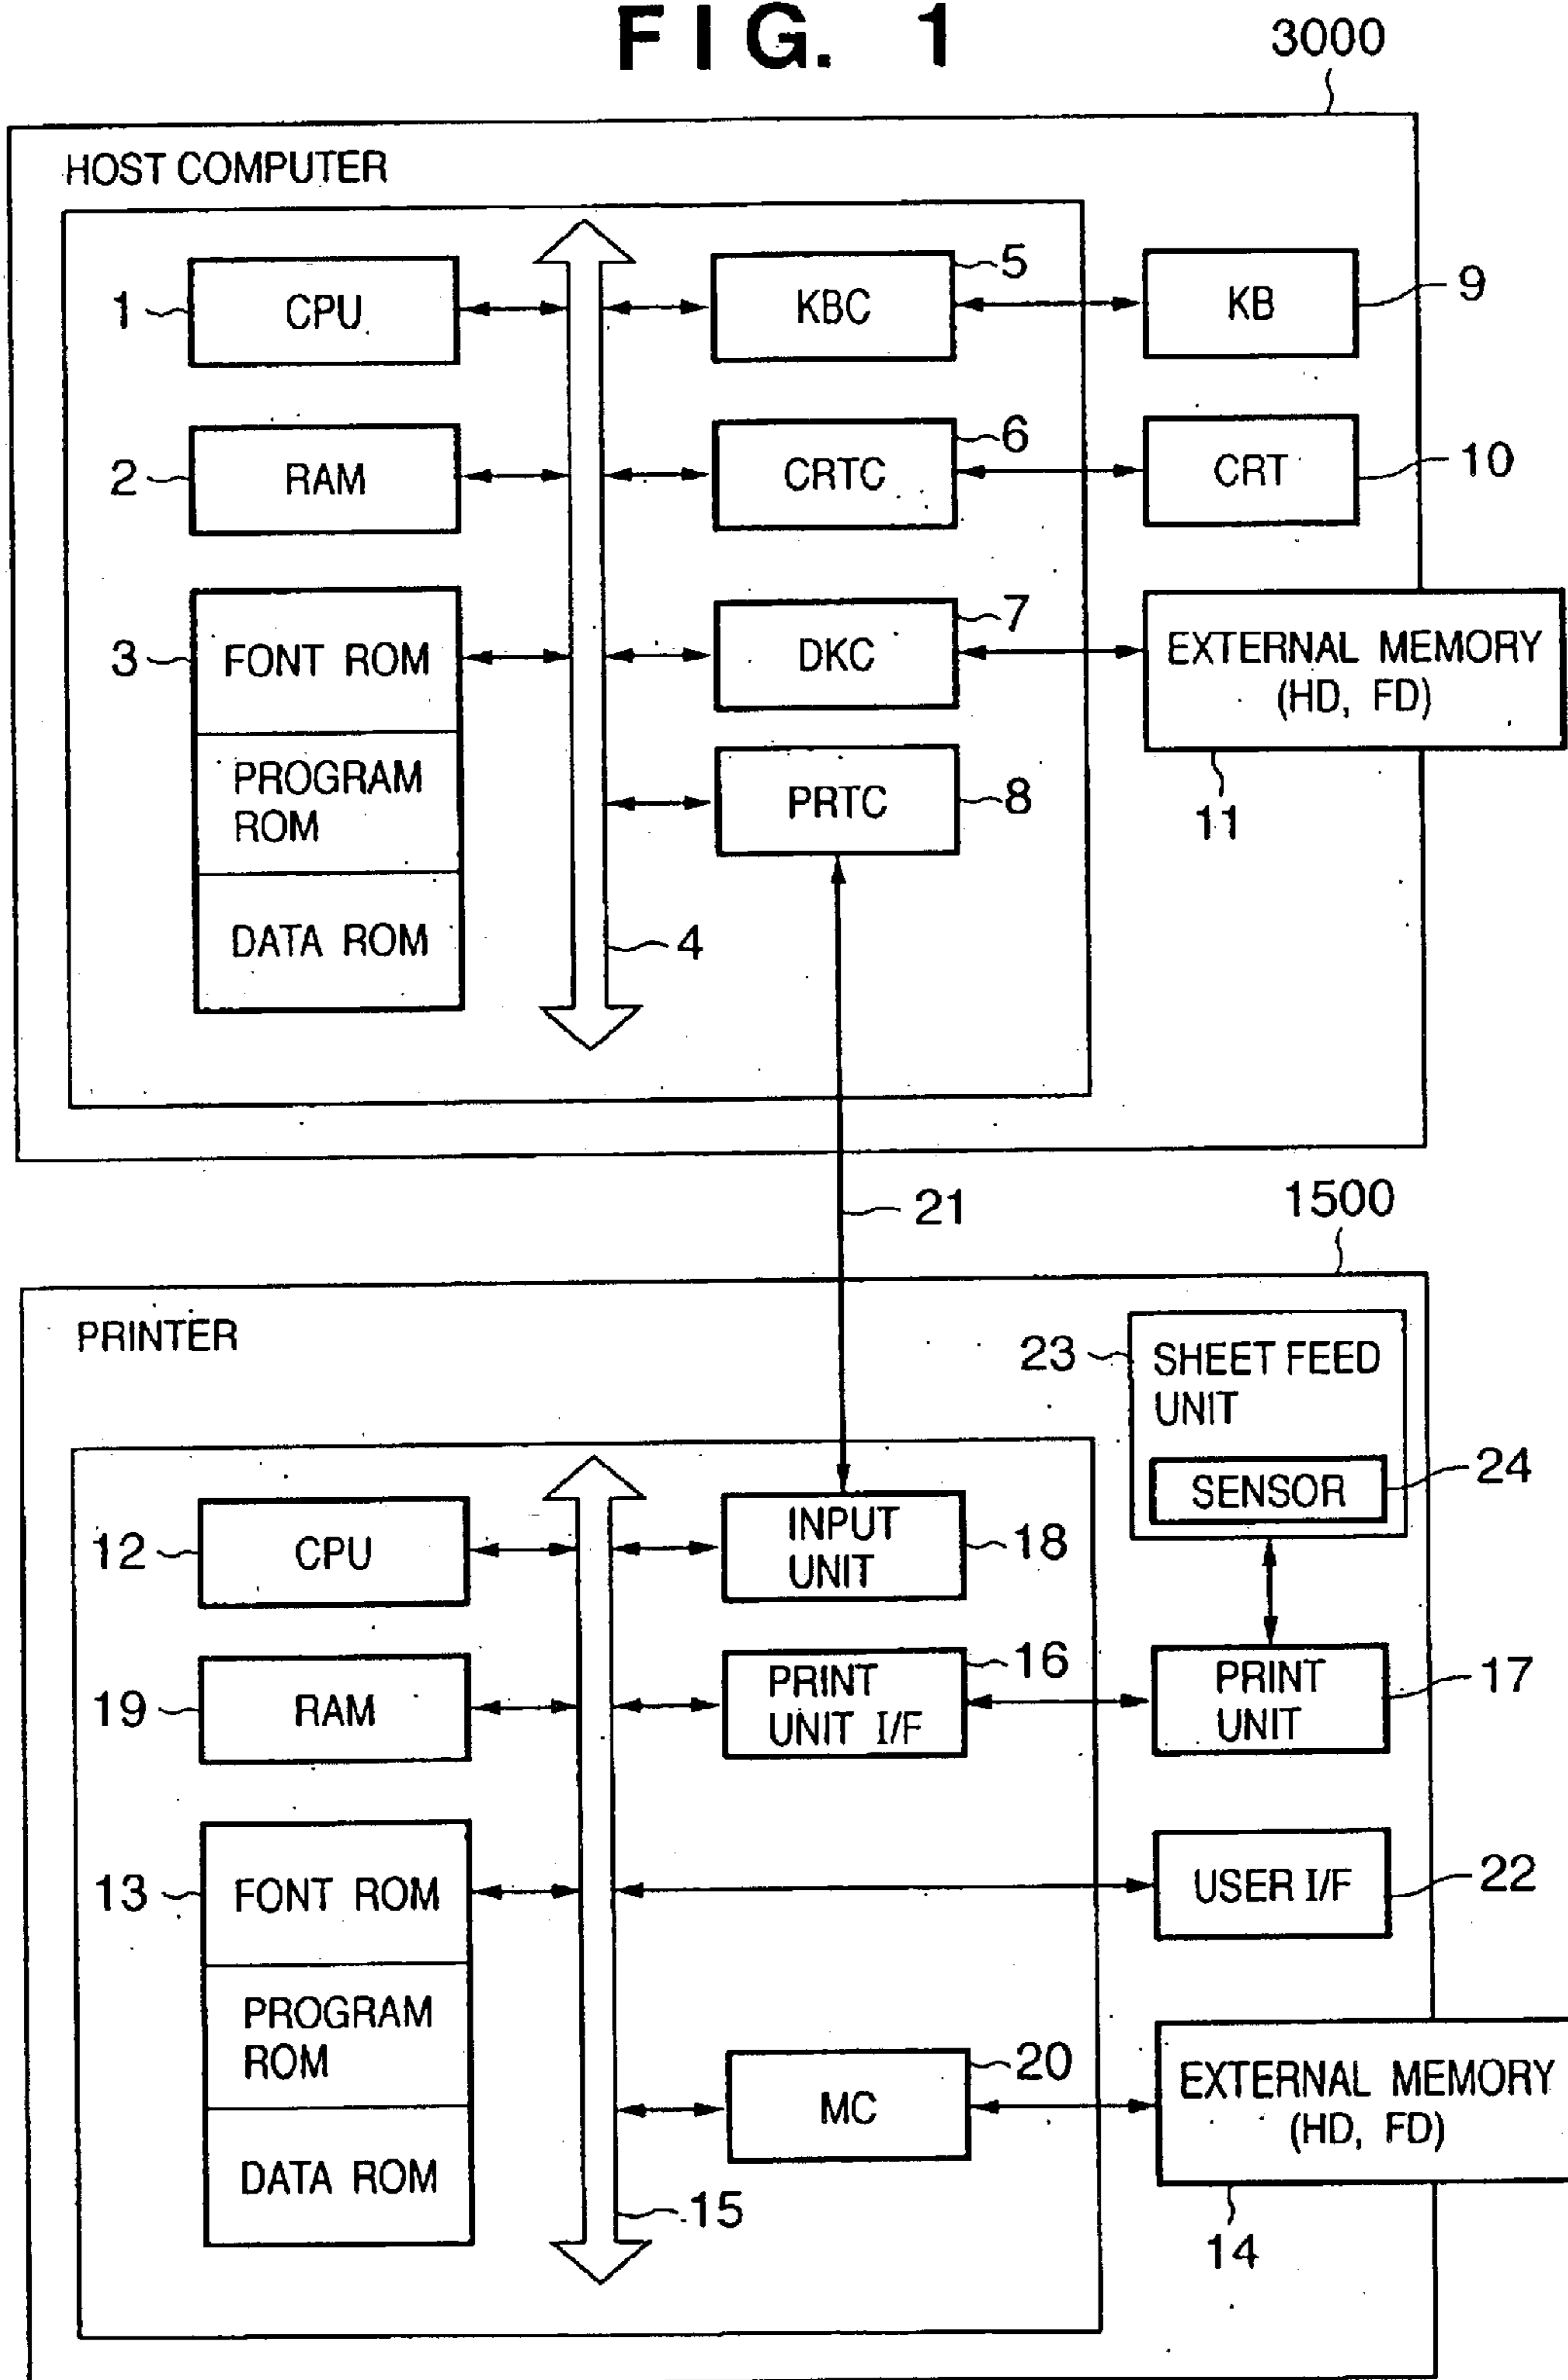 FIG. 1
3000
HOST COMPUTER
1
CPU
5
KBC
KB
9
2
RAM
6
CRTC
CRT
10
3
FONT ROM
7
DKC
EXTERNAL MEMORY
(HD, FD)
11
PROGRAM
ROM
PRTC
8
DATA ROM
4
21
1500
PRINTER
23
SHEET FEED
UNIT
SENSOR
24
12
CPU
INPUT
UNIT
18
19
RAM
PRINT
UNIT I/F
16
PRINT
UNIT
17
13
FONT ROM
USER I/F
22
PROGRAM
ROM
20
MC
EXTERNAL MEMORY
(HD, FD)
14
DATA ROM
15